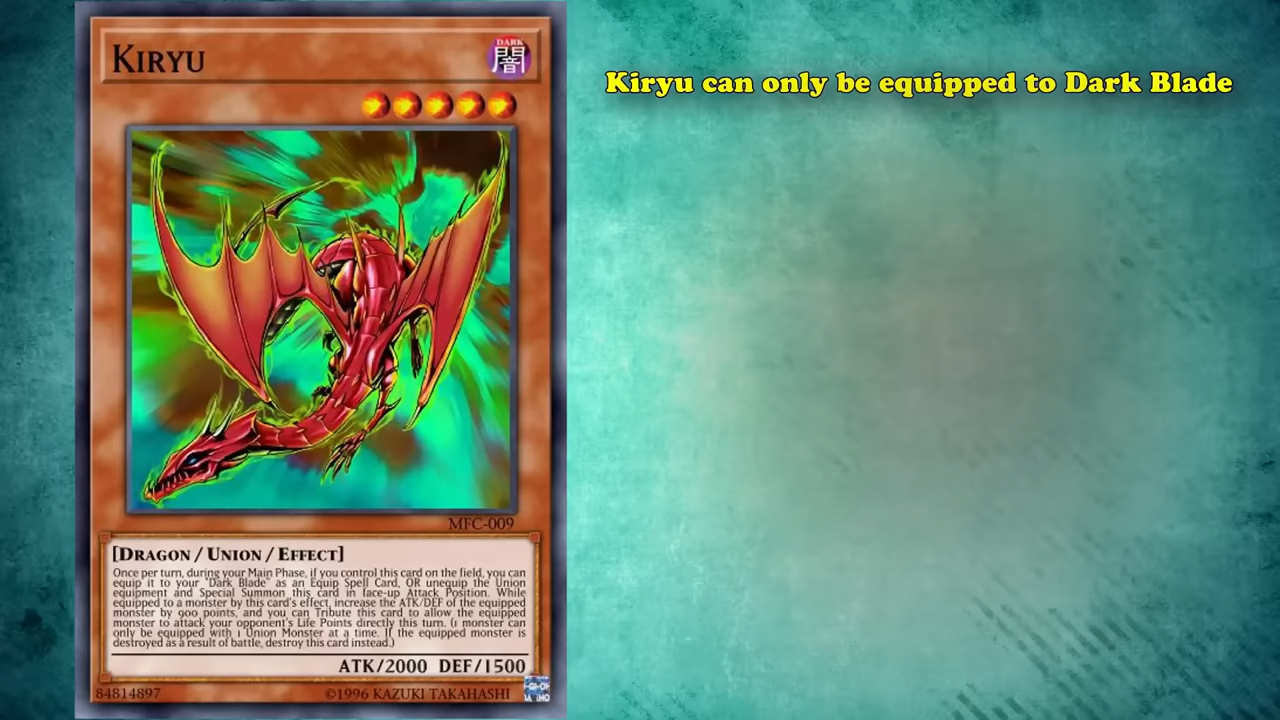 Kiryu
DARK
闇
Kiryu can only be equipped to Dark Blade
MFC-009
[Dragon / Union / Effect]
Once per turn, during your Main Phase, if you control this card on the field, you can
equip it to your "Dark Blade" as an Equip Spell Card, OR unequip the Union
equipment and Special Summon this card in face-up Attack Position. While
equipped to a monster by this card's effect, increase the ATK/DEF of the equipped
monster by 900 points, and you can Tribute this card to allow the equipped
monster to attack your opponent's Life Points directly this turn. (1 monster can
only be equipped with 1 Union Monster at a time. If the equipped monster is
destroyed as a result of battle, destroy this card instead.)
ATK/2000 DEF/1500
84814897
©1996 KAZUKI TAKAHASHI